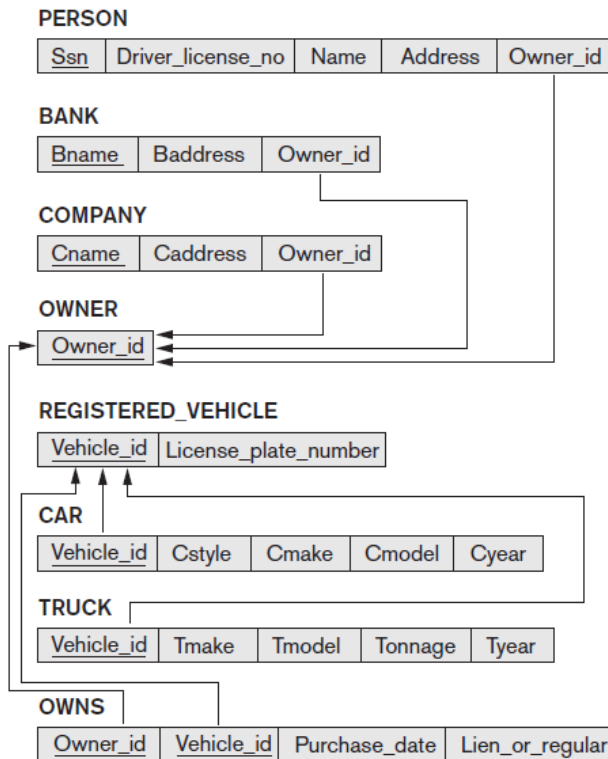 PERSON
Ssn Driver_license_no Name Address Owner_id
BANK
Bname Baddress Owner_id
COMPANY
Cname Caddress Owner_id
OWNER
Owner_id
REGISTERED_VEHICLE
Vehicle_id License_plate_number
CAR
Vehicle_id Cstyle Cmake Cmodel Cyear
TRUCK
Vehicle_id Tmake Tmodel Tonnage Tyear
OWNS
Owner_id Vehicle_id Purchase_date Lien_or_regular